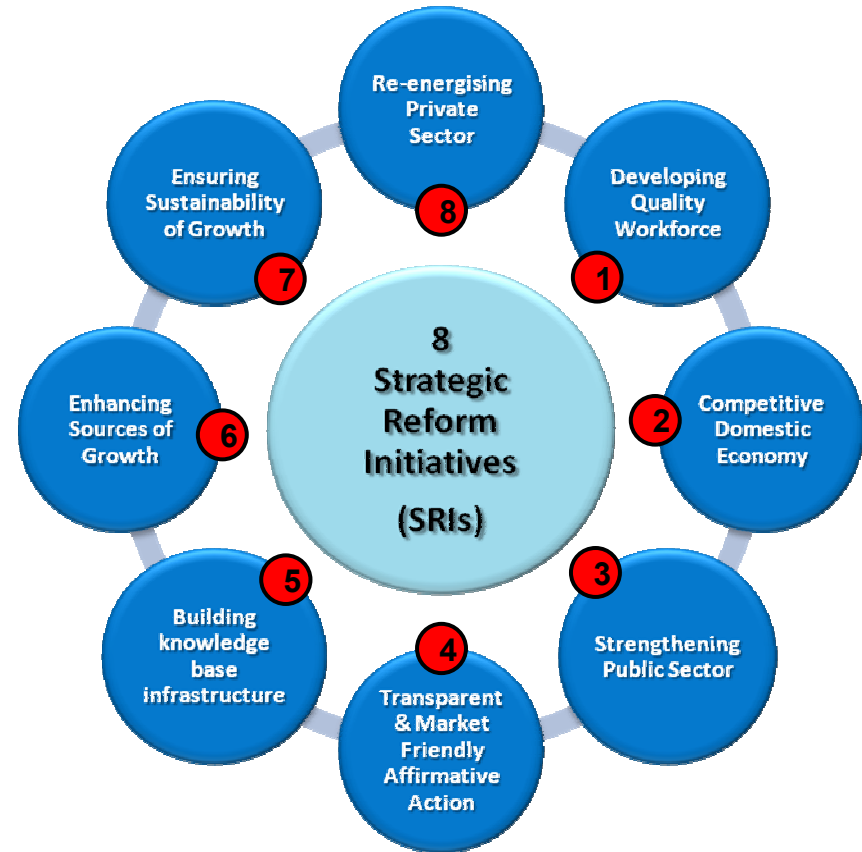 8
Strategic
Reform
Initiatives
(SRIs)
Developing
Quality
Workforce
1
Competitive
Domestic
Economy
2
Strengthening
Public Sector
3
Transparent
& Market
Friendly
Affirmative
Action
4
Building
knowledge
base
infrastructure
5
Enhancing
Sources of
Growth
6
Ensuring
Sustainability
of Growth
7
Re-energising
Private
Sector
8